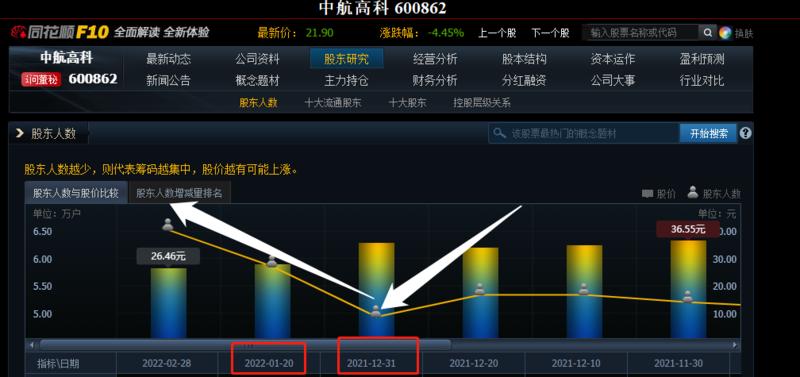 中航高科 600862
同花顺F10 全面解读 全新体验 最新价：21.90 涨跌幅：-4.45% 上一个股 下一个股 输入股票名称或代码 换肤
中航高科 最新动态 公司资料 股东研究 经营分析 股本结构 资本运作 盈利预测
问董秘 600862 新闻公告 概念题材 主力持仓 财务分析 分红融资 公司大事 行业对比
股东人数 十大流通股东 十大股东 控股层级关系
股东人数 该股票最热门的概念题材 开始搜索 ?
股东人数越少，则代表筹码越集中，股价越有可能上涨。
股东人数与股价比较 股东人数增减量排名 股价 股东人数
单位：万户 单位：元
36.55元
6.50
26.46元
6.00 30.00
5.50 20.00
5.00 10.00
指标\日期 2022-02-28 2022-01-20 2021-12-31 2021-12-20 2021-12-10 2021-11-30